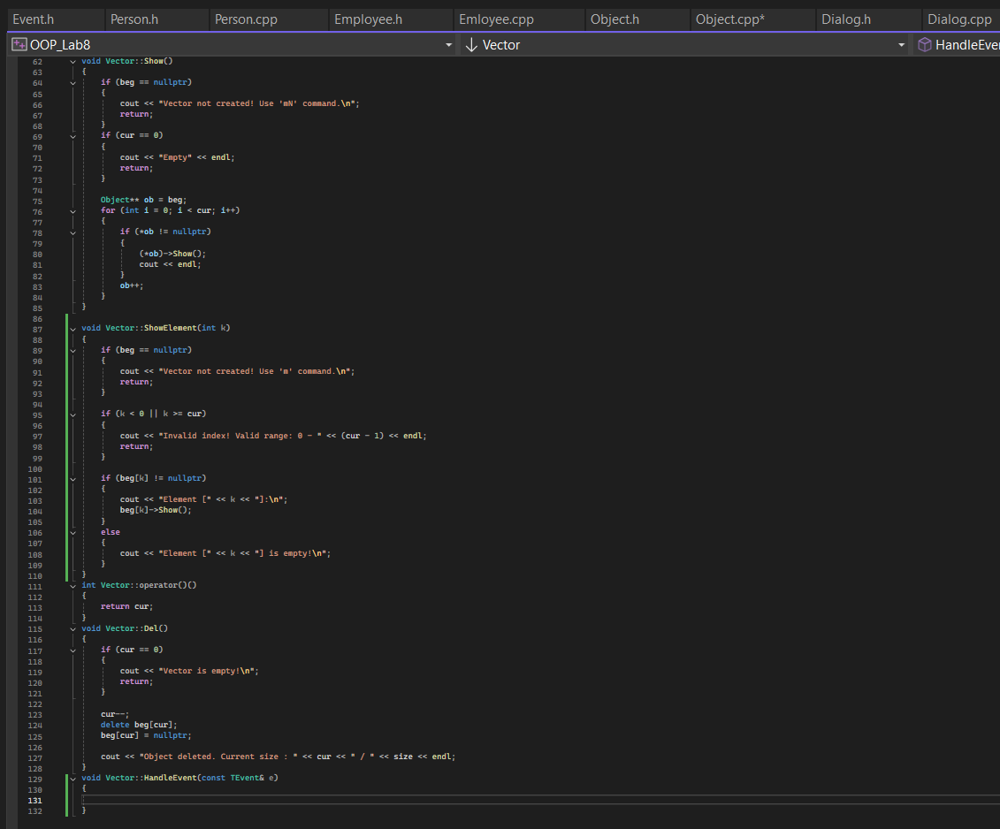 Event.h Person.h Person.cpp Employee.h Emloyee.cpp Object.h Object.cpp* Dialog.h Dialog.cpp
OOP_Lab8 Vector HandleEve
62 void Vector::Show()
63 {
64 if (beg == nullptr)
65 {
66 cout << "Vector not created! Use 'mN' command.\n";
67 return;
68 }
69 if (cur == 0)
70 {
71 cout << "Empty" << endl;
72 return;
73 }
74
75 Object** ob = beg;
76 for (int i = 0; i < cur; i++)
77 {
78 if (*ob != nullptr)
79 {
80 (*ob)->Show();
81 cout << endl;
82 }
83 ob++;
84 }
85 }
86
87 void Vector::ShowElement(int k)
88 {
89 if (beg == nullptr)
90 {
91 cout << "Vector not created! Use 'm' command.\n";
92 return;
93 }
94
95 if (k < 0 || k >= cur)
96 {
97 cout << "Invalid index! Valid range: 0 - " << (cur - 1) << endl;
98 return;
99 }
100
101 if (beg[k] != nullptr)
102 {
103 cout << "Element [" << k << "]:\n";
104 beg[k]->Show();
105 }
106 else
107 {
108 cout << "Element [" << k << "] is empty!\n";
109 }
110 }
111 int Vector::operator()()
112 {
113 return cur;
114 }
115 void Vector::Del()
116 {
117 if (cur == 0)
118 {
119 cout << "Vector is empty!\n";
120 return;
121 }
122
123 cur--;
124 delete beg[cur];
125 beg[cur] = nullptr;
126
127 cout << "Object deleted. Current size : " << cur << " / " << size << endl;
128 }
129 void Vector::HandleEvent(const TEvent& e)
130 {
131
132 }